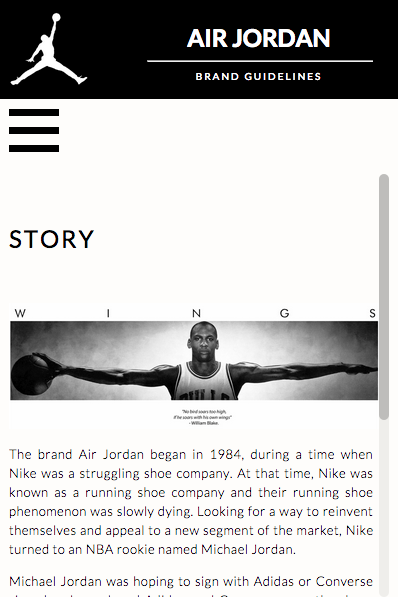 AIR JORDAN
BRAND GUIDELINES
STORY
W I N G S
BULLS
"No bird soars too high,
if he soars with his own wings"
- William Blake.
The brand Air Jordan began in 1984, during a time when
Nike was a struggling shoe company. At that time, Nike was
known as a running shoe company and their running shoe
phenomenon was slowly dying. Looking for a way to reinvent
themselves and appeal to a new segment of the market, Nike
turned to an NBA rookie named Michael Jordan.
Michael Jordan was hoping to sign with Adidas or Converse